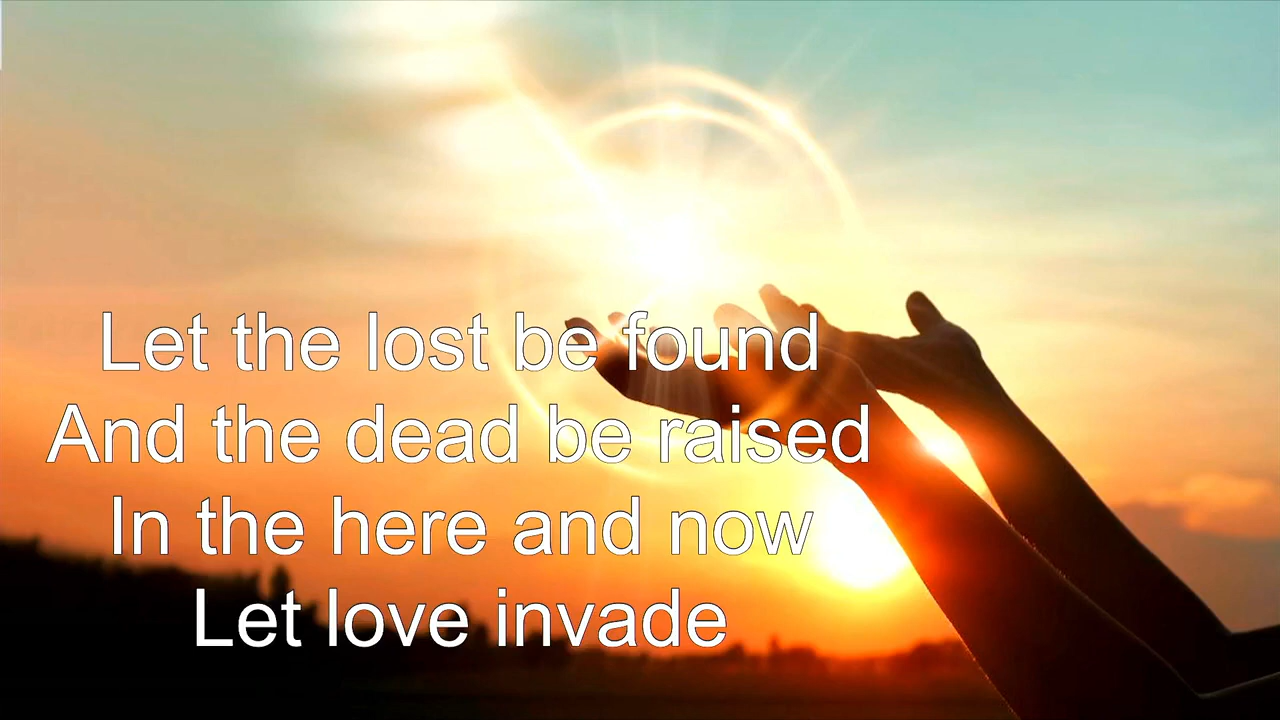 Let the lost be found
And the dead be raised
In the here and now
Let love invade